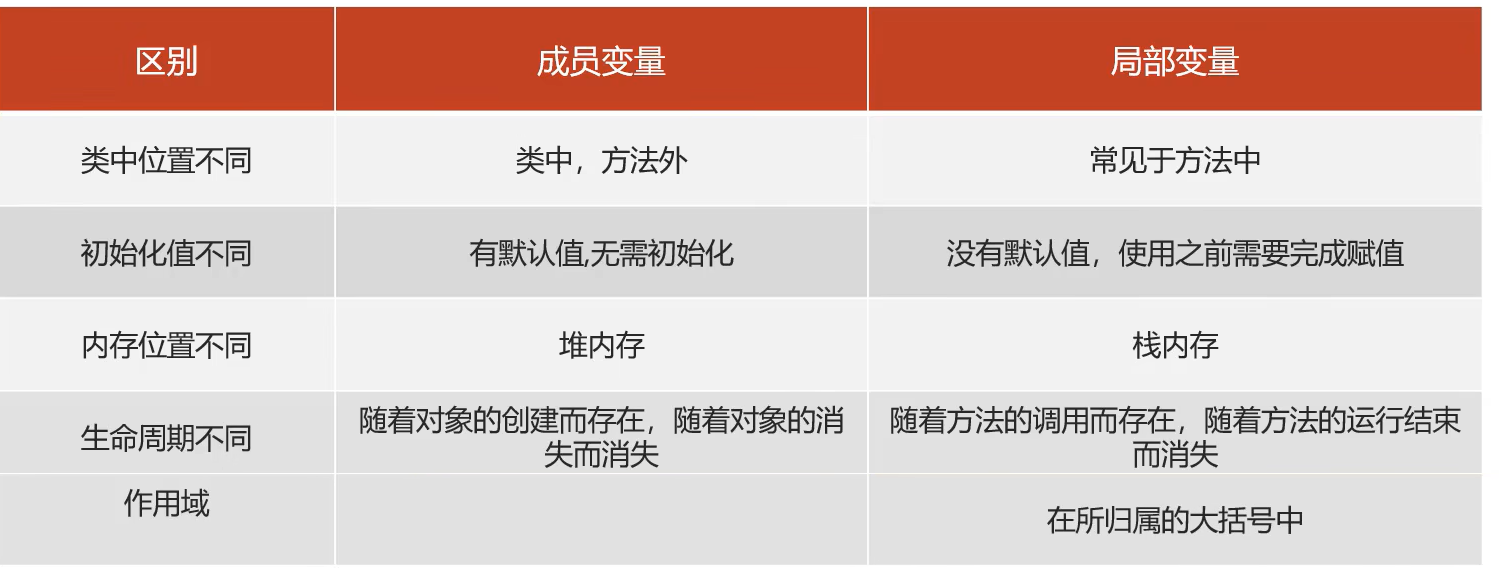 区别
成员变量
局部变量
类中位置不同
类中，方法外
常见于方法中
初始化值不同
有默认值,无需初始化
没有默认值，使用之前需要完成赋值
内存位置不同
堆内存
栈内存
生命周期不同
随着对象的创建而存在，随着对象的消
失而消失
随着方法的调用而存在，随着方法的运行结束
而消失
作用域
在所归属的大括号中